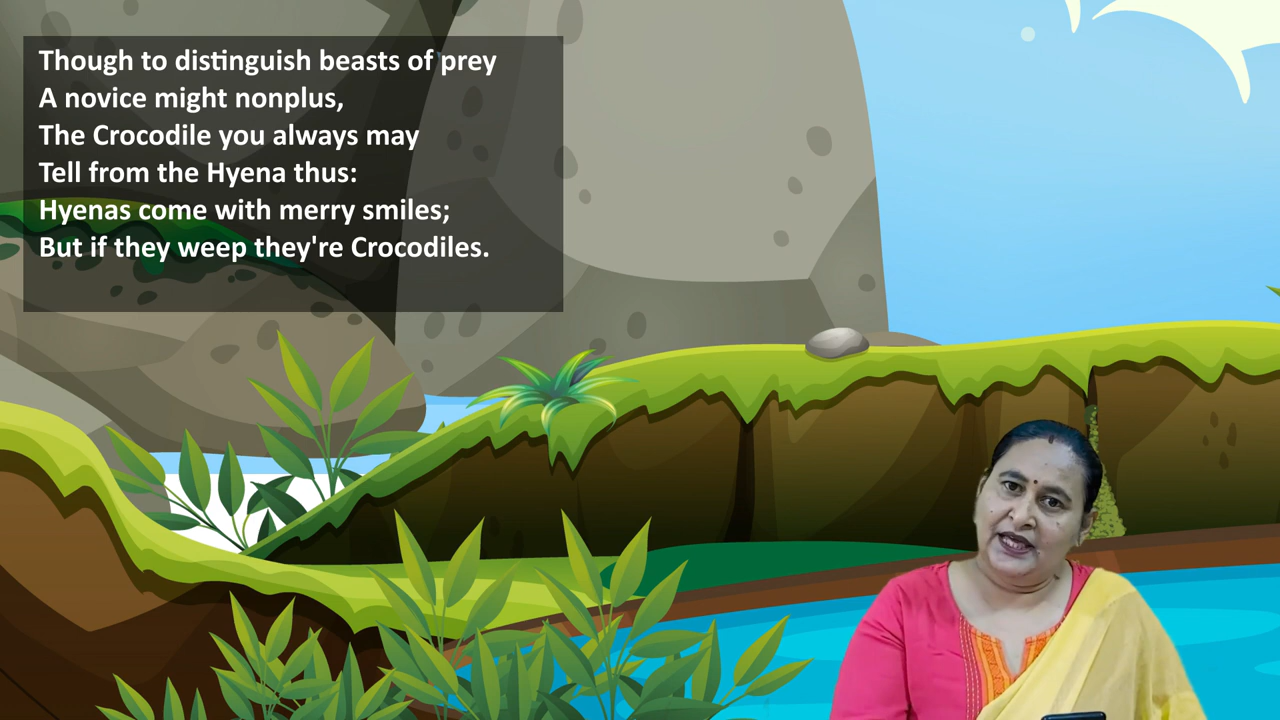 Though to distinguish beasts of prey
A novice might nonplus,
The Crocodile you always may
Tell from the Hyena thus:
Hyenas come with merry smiles;
But if they weep they're Crocodiles.